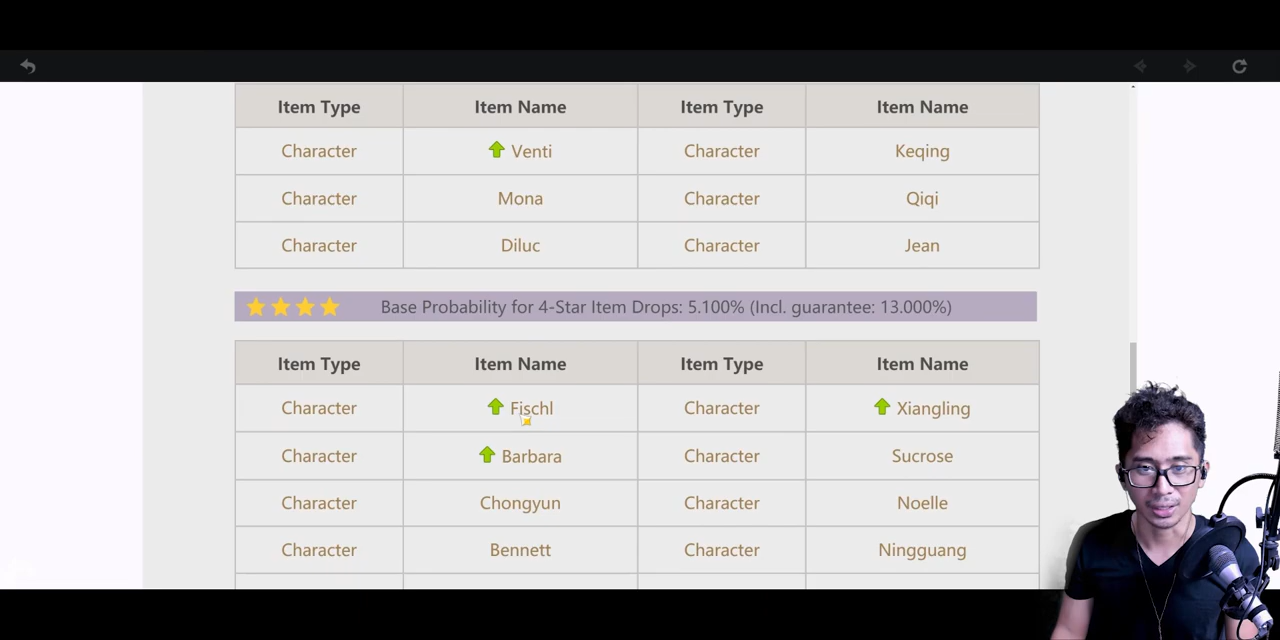 Item Type Item Name Item Type Item Name
Character Venti Character Keqing
Character Mona Character Qiqi
Character Diluc Character Jean
Base Probability for 4-Star Item Drops: 5.100% (Incl. guarantee: 13.000%)
Item Type Item Name Item Type Item Name
Character Fischl Character Xiangling
Character Barbara Character Sucrose
Character Chongyun Character Noelle
Character Bennett Character Ningguang